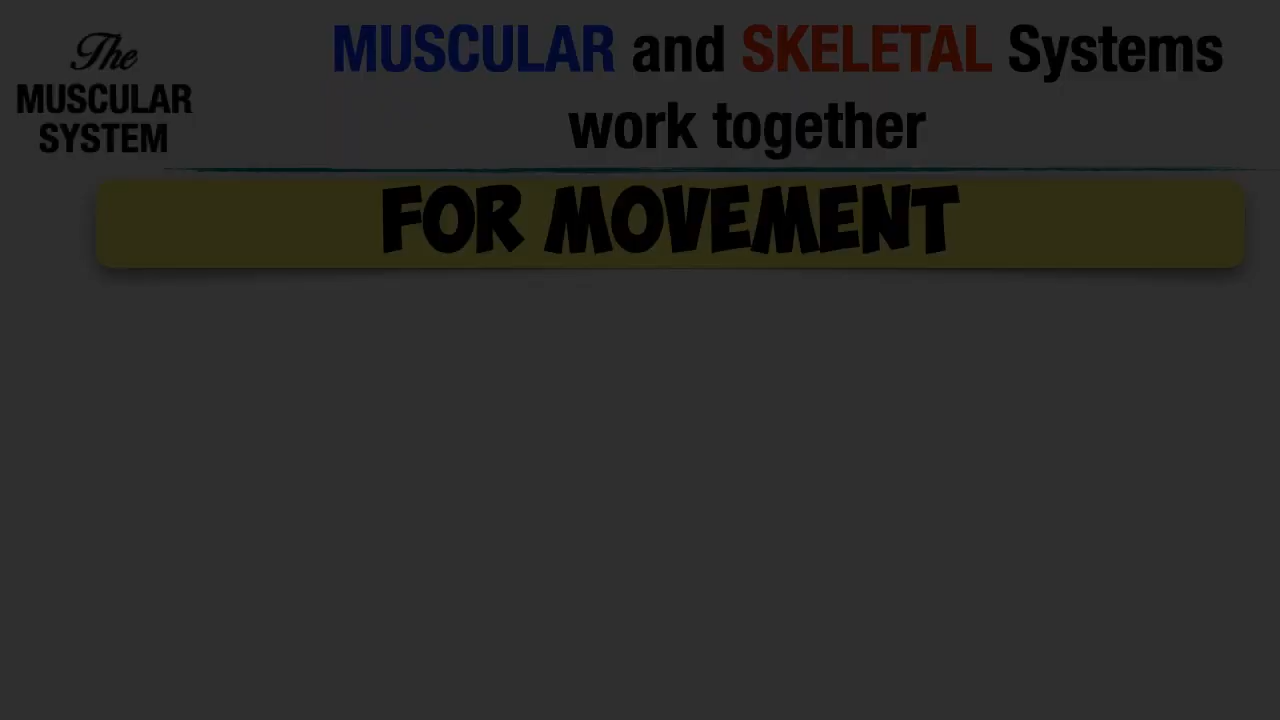 The
MUSCULAR
SYSTEM
MUSCULAR and SKELETAL Systems
work together
FOR MOVEMENT